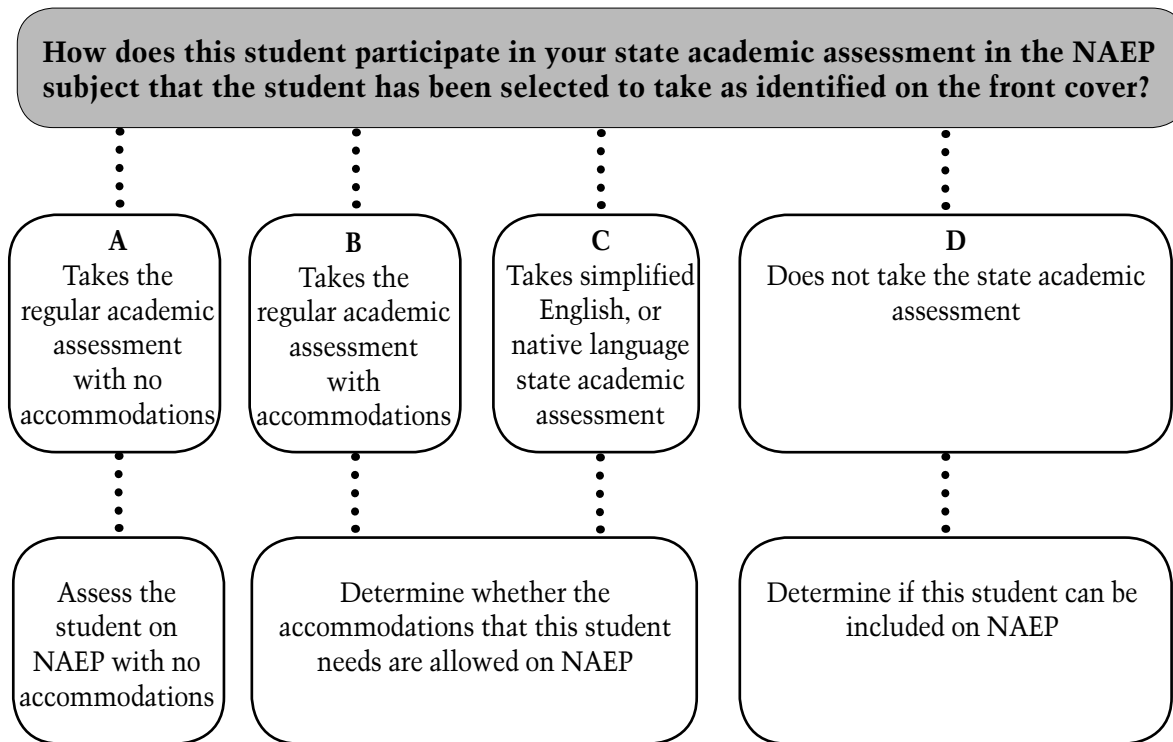 How does this student participate in your state academic assessment in the NAEP
subject that the student has been selected to take as identified on the front cover?
A
Takes the
regular academic
assessment
with no
accommodations
B
Takes the
regular academic
assessment
with
accommodations
C
Takes simplified
English, or
native language
state academic
assessment
D
Does not take the state academic
assessment
Assess the
student on
NAEP with no
accommodations
Determine whether the
accommodations that this student
needs are allowed on NAEP
Determine if this student can be
included on NAEP